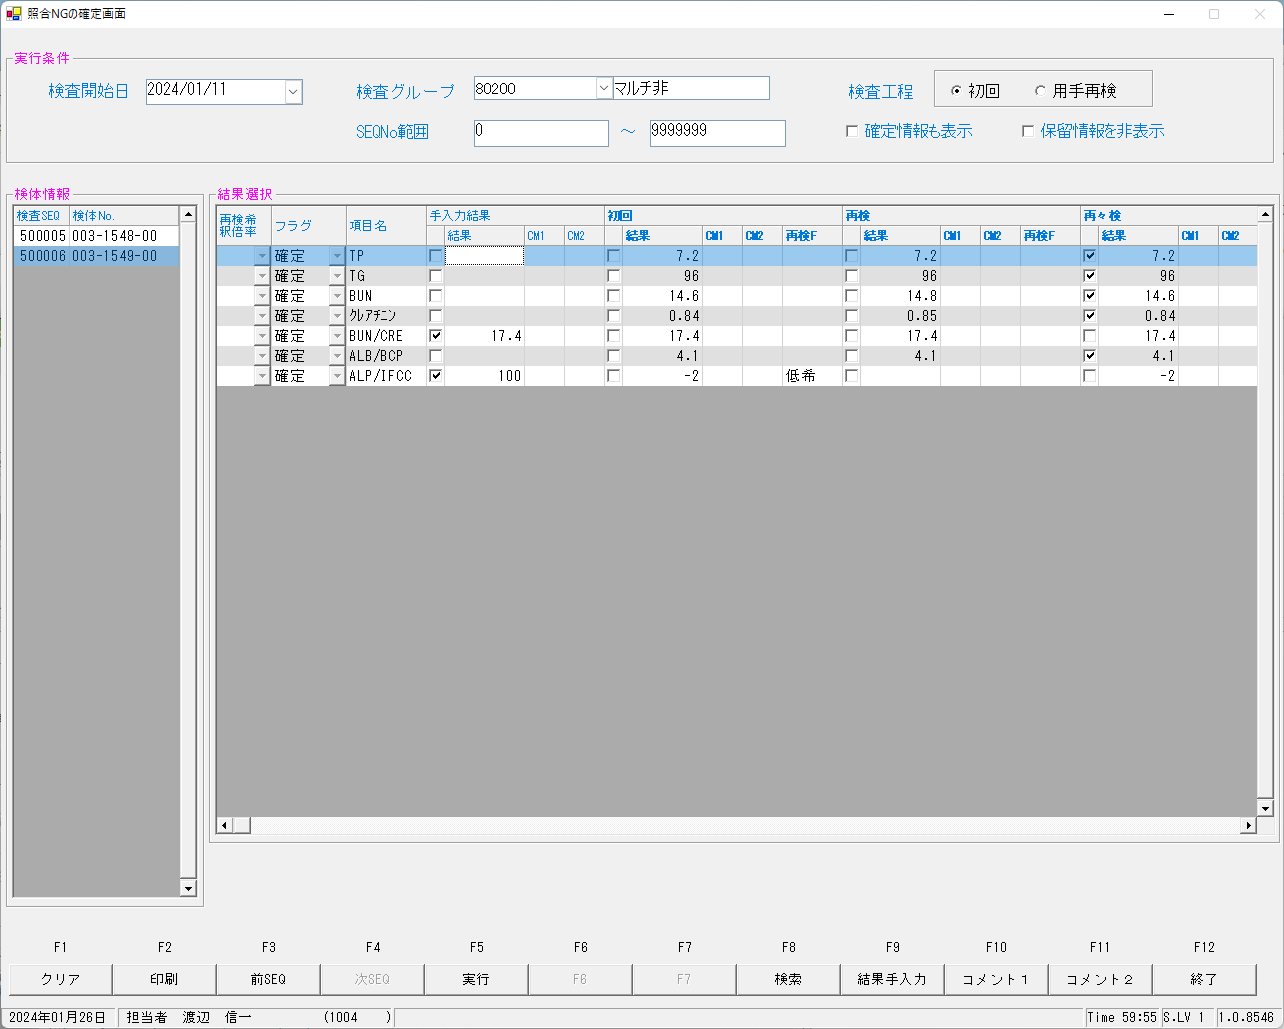 照合NGの確定画面
実行条件
検査開始日 2024/01/11 検査グループ 80200 マルチ非 検査工程 初回 用手再検
SEQNo範囲 0 ～ 9999999 確定情報も表示 保留情報を非表示
検体情報
検査SEQ 検体No.
500005 003-1548-00
500006 003-1549-00
結果選択
再検希釈倍率 フラグ 項目名 手入力結果 初回 再検 再々検
結果 CM1 CM2 結果 CM1 CM2 再検F 結果 CM1 CM2 再検F 結果 CM1 CM2
確定 TP 7.2 7.2 7.2
確定 TG 96 96 96
確定 BUN 14.6 14.8 14.6
確定 ｸﾚｱﾁﾆﾝ 0.84 0.85 0.84
確定 BUN/CRE 17.4 17.4 17.4 17.4
確定 ALB/BCP 4.1 4.1 4.1
確定 ALP/IFCC 100 -2 低希 -2
F1 F2 F3 F4 F5 F6 F7 F8 F9 F10 F11 F12
クリア 印刷 前SEQ 次SEQ 実行 F6 F7 検索 結果手入力 コメント１ コメント２ 終了
2024年01月26日 担当者 渡辺 信一 (1004 ) Time 59:55 S.LV 1 1.0.8546